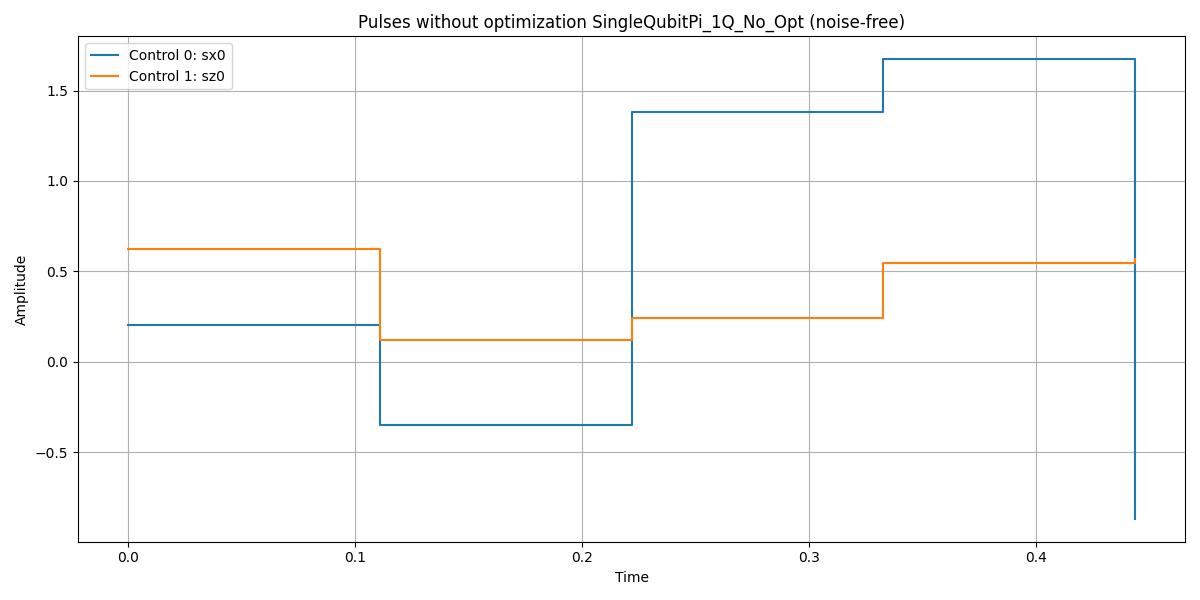 Pulses without optimization SingleQubitPi_1Q_No_Opt (noise-free)
Control 0: sx0
Control 1: sz0
Amplitude
1.5
1.0
0.5
0.0
−0.5
0.0 0.1 0.2 0.3 0.4
Time